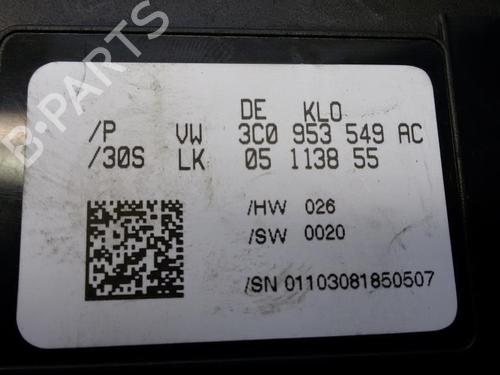 B-PARTS
DE KLO
/P VW 3C0 953 549 AC
/30S LK 05 1138 55
/HW 026
/SW 0020
/SN 01103081850507